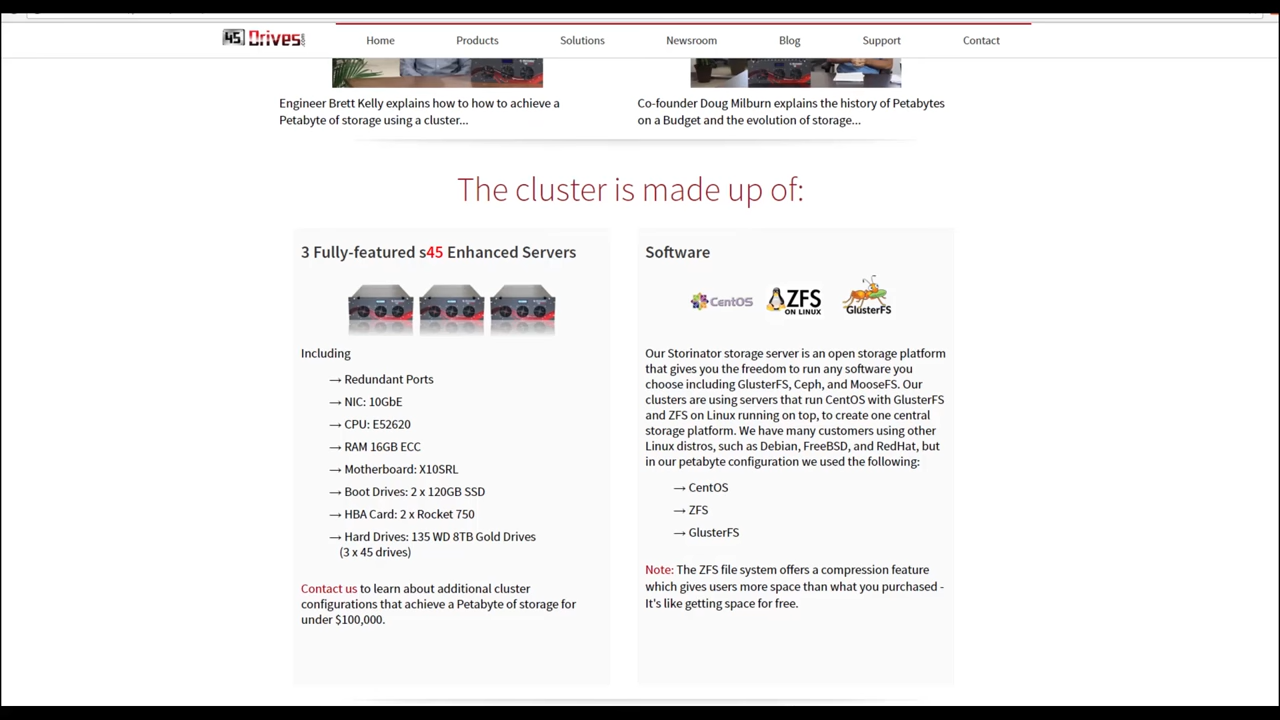 45 Drives.com
Home Products Solutions Newsroom Blog Support Contact
Engineer Brett Kelly explains how to how to achieve a
Petabyte of storage using a cluster...
Co-founder Doug Milburn explains the history of Petabytes
on a Budget and the evolution of storage...
The cluster is made up of:
3 Fully-featured s45 Enhanced Servers
Including
→ Redundant Ports
→ NIC: 10GbE
→ CPU: E52620
→ RAM 16GB ECC
→ Motherboard: X10SRL
→ Boot Drives: 2 x 120GB SSD
→ HBA Card: 2 x Rocket 750
→ Hard Drives: 135 WD 8TB Gold Drives
(3 x 45 drives)
Contact us to learn about additional cluster
configurations that achieve a Petabyte of storage for
under $100,000.
Software
CentOS ZFS ON LINUX GlusterFS
Our Storinator storage server is an open storage platform
that gives you the freedom to run any software you
choose including GlusterFS, Ceph, and MooseFS. Our
clusters are using servers that run CentOS with GlusterFS
and ZFS on Linux running on top, to create one central
storage platform. We have many customers using other
Linux distros, such as Debian, FreeBSD, and RedHat, but
in our petabyte configuration we used the following:
→ CentOS
→ ZFS
→ GlusterFS
Note: The ZFS file system offers a compression feature
which gives users more space than what you purchased -
It's like getting space for free.